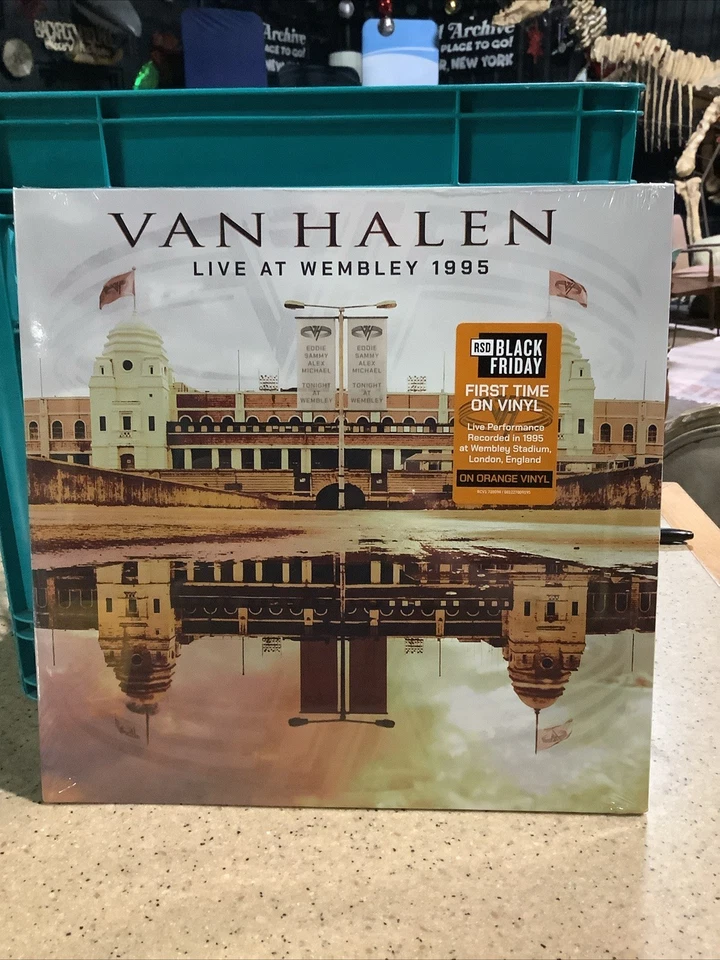 Archive
PLACE TO GO!
R, NEW YORK
VAN HALEN
LIVE AT WEMBLEY 1995
EDDIE
SAMMY
ALEX
MICHAEL
TONIGHT
AT
WEMBLEY
EDDIE
SAMMY
ALEX
MICHAEL
TONIGHT
AT
WEMBLEY
RSD BLACK
FRIDAY
FIRST TIME
ON VINYL
Live Performance
Recorded in 1995
at Wembley Stadium,
London, England
ON ORANGE VINYL